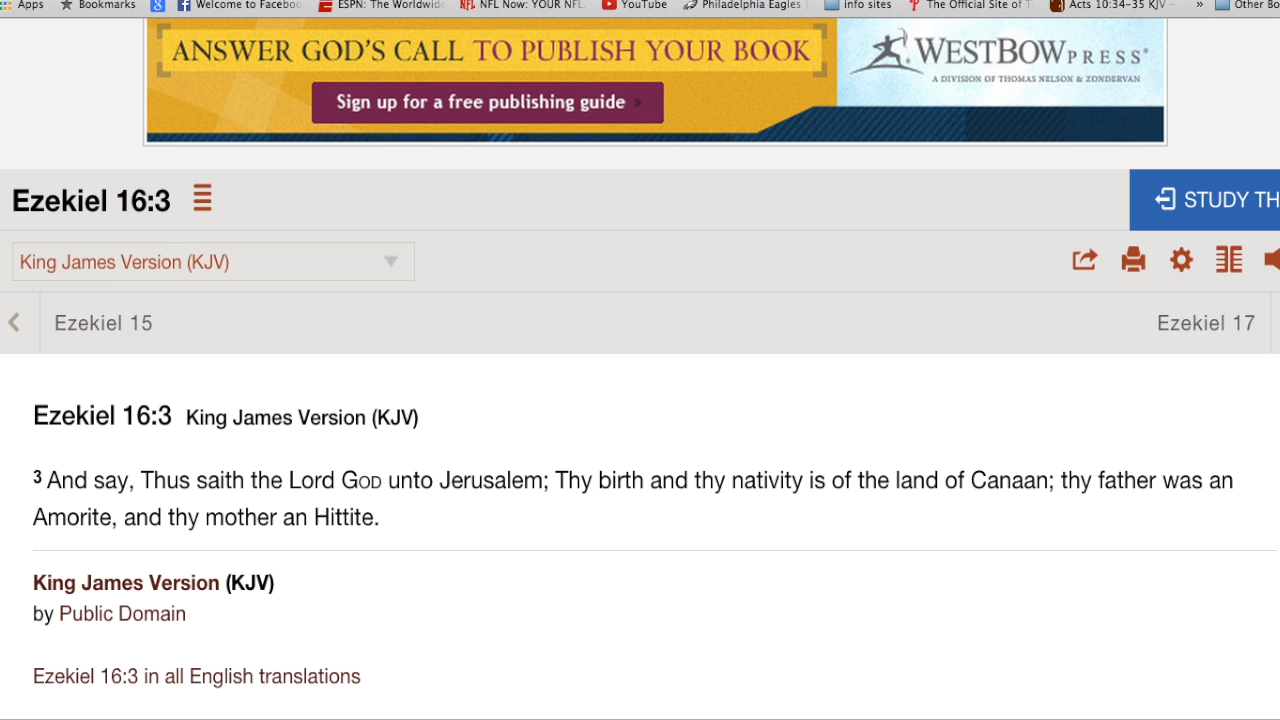 Apps Bookmarks Welcome to Faceboo ESPN: The Worldwide NFL Now: YOUR NFL YouTube Philadelphia Eagles info sites The Official Site of T Acts 10:34-35 KJV - » Other Bo
ANSWER GOD'S CALL TO PUBLISH YOUR BOOK
WESTBOW PRESS®
A DIVISION OF THOMAS NELSON & ZONDERVAN
Sign up for a free publishing guide »
Ezekiel 16:3
STUDY TH
King James Version (KJV)
Ezekiel 15
Ezekiel 17
Ezekiel 16:3 King James Version (KJV)
3 And say, Thus saith the Lord GOD unto Jerusalem; Thy birth and thy nativity is of the land of Canaan; thy father was an
Amorite, and thy mother an Hittite.
King James Version (KJV)
by Public Domain
Ezekiel 16:3 in all English translations